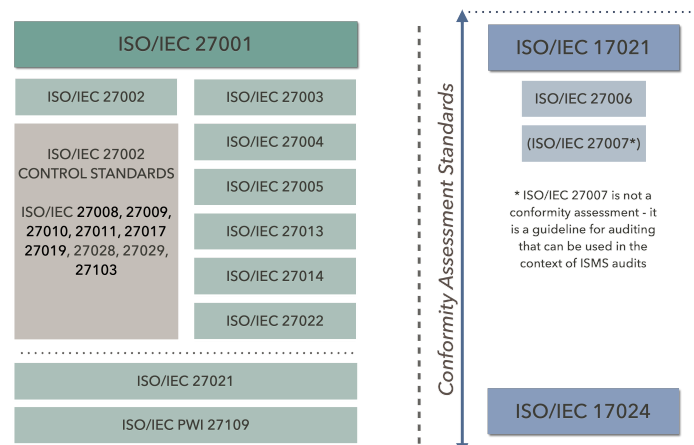 ISO/IEC 27001
ISO/IEC 27002
ISO/IEC 27002
CONTROL STANDARDS
ISO/IEC 27008, 27009,
27010, 27011, 27017
27019, 27028, 27029,
27103
ISO/IEC 27003
ISO/IEC 27004
ISO/IEC 27005
ISO/IEC 27013
ISO/IEC 27014
ISO/IEC 27022
ISO/IEC 27021
ISO/IEC PWI 27109
Conformity Assessment Standards
ISO/IEC 17021
ISO/IEC 27006
(ISO/IEC 27007*)
* ISO/IEC 27007 is not a
conformity assessment - it
is a guideline for auditing
that can be used in the
context of ISMS audits
ISO/IEC 17024